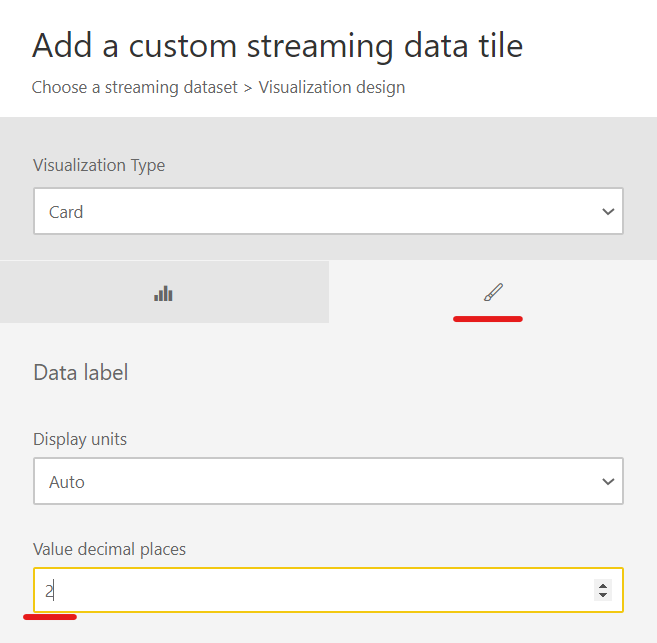 Add a custom streaming data tile
Choose a streaming dataset > Visualization design
Visualization Type
Card
Data label
Display units
Auto
Value decimal places
2